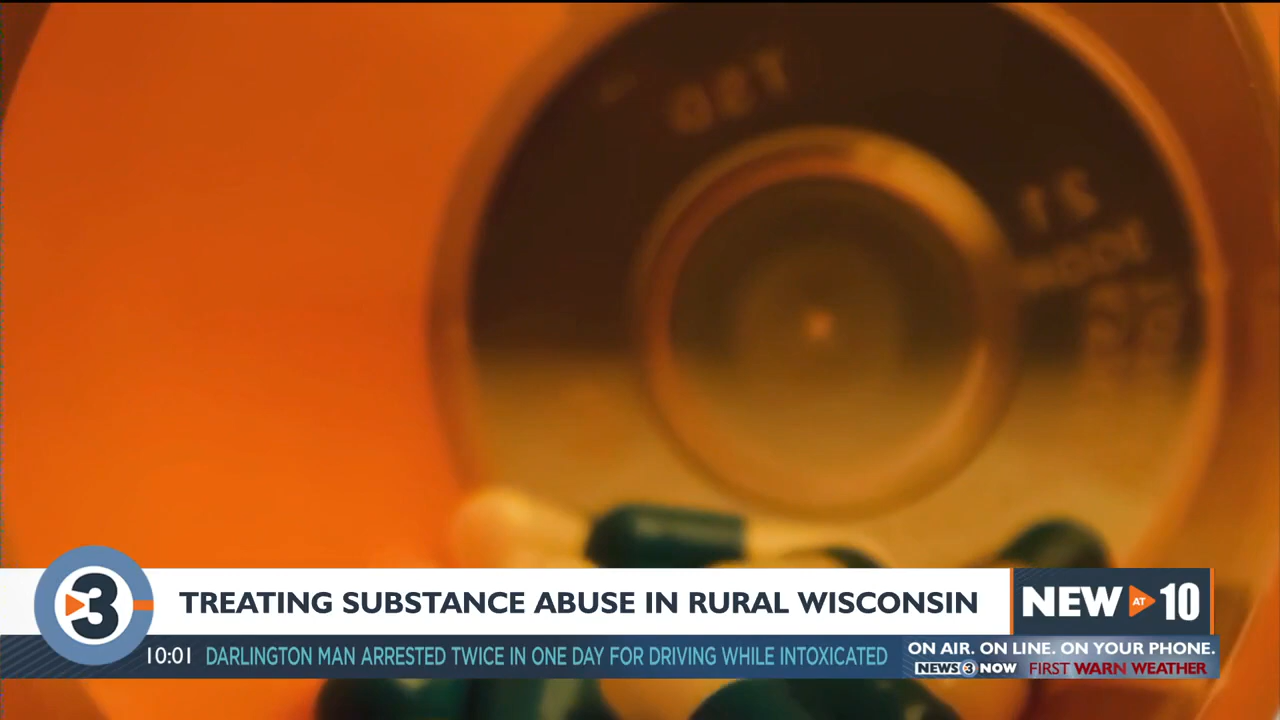 3
TREATING SUBSTANCE ABUSE IN RURAL WISCONSIN
NEW AT 10
10:01 DARLINGTON MAN ARRESTED TWICE IN ONE DAY FOR DRIVING WHILE INTOXICATED
ON AIR. ON LINE. ON YOUR PHONE.
NEWS 3 NOW FIRST WARN WEATHER